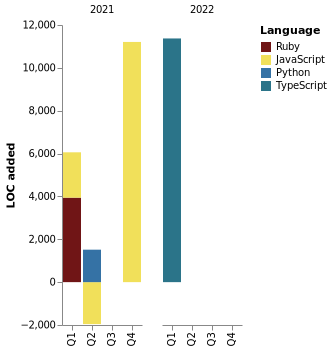 2021 2022
Language
Ruby
JavaScript
Python
TypeScript
LOC added
12,000
10,000
8,000
6,000
4,000
2,000
0
−2,000
Q1 Q2 Q3 Q4 Q1 Q2 Q3 Q4